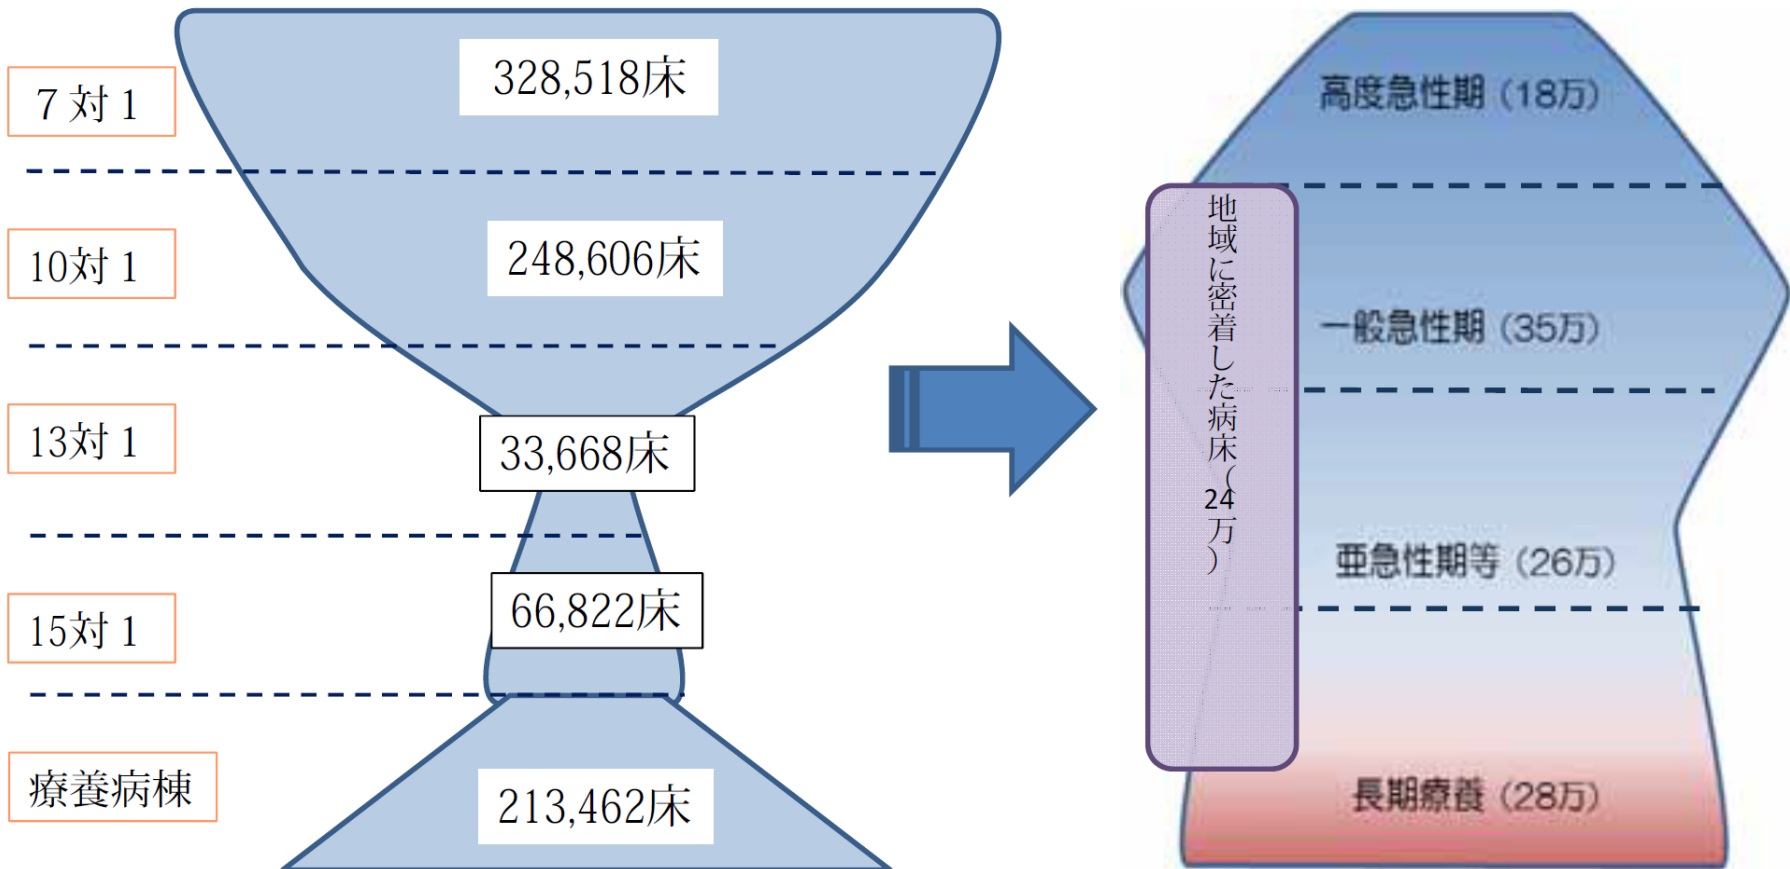 7対1
328,518床
10対1
248,606床
13対1
33,668床
15対1
66,822床
療養病棟
213,462床
高度急性期（18万）
一般急性期（35万）
亜急性期等（26万）
長期療養（28万）
地域に密着した病床（24万）